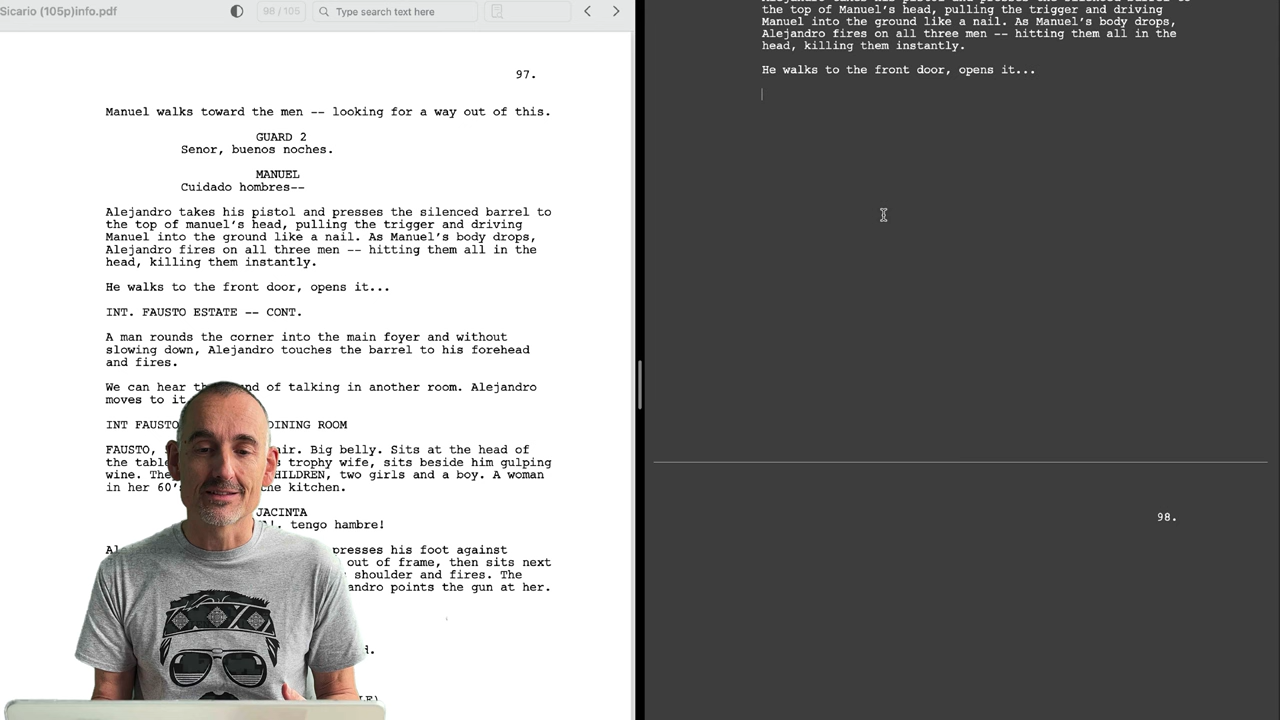 Sicario (105p)info.pdf
98 / 105
Type search text here
97.
Manuel walks toward the men -- looking for a way out of this.
GUARD 2
Senor, buenos noches.
MANUEL
Cuidado hombres--
Alejandro takes his pistol and presses the silenced barrel to
the top of manuel's head, pulling the trigger and driving
Manuel into the ground like a nail. As Manuel's body drops,
Alejandro fires on all three men -- hitting them all in the
head, killing them instantly.
He walks to the front door, opens it...
INT. FAUSTO ESTATE -- CONT.
A man rounds the corner into the main foyer and without
slowing down, Alejandro touches the barrel to his forehead
and fires.
We can hear of talking in another room. Alejandro
moves to it
INT FAUSTO DINING ROOM
FAUSTO, Big belly. Sits at the head of
the table trophy wife, sits beside him gulping
wine. two girls and a boy. A woman
in her 60's the kitchen.
JACINTA
tengo hambre!
presses his foot against
out of frame, then sits next
shoulder and fires. The
points the gun at her.
the top of Manuel's head, pulling the trigger and driving
Manuel into the ground like a nail. As Manuel's body drops,
Alejandro fires on all three men -- hitting them all in the
head, killing them instantly.
He walks to the front door, opens it...
98.